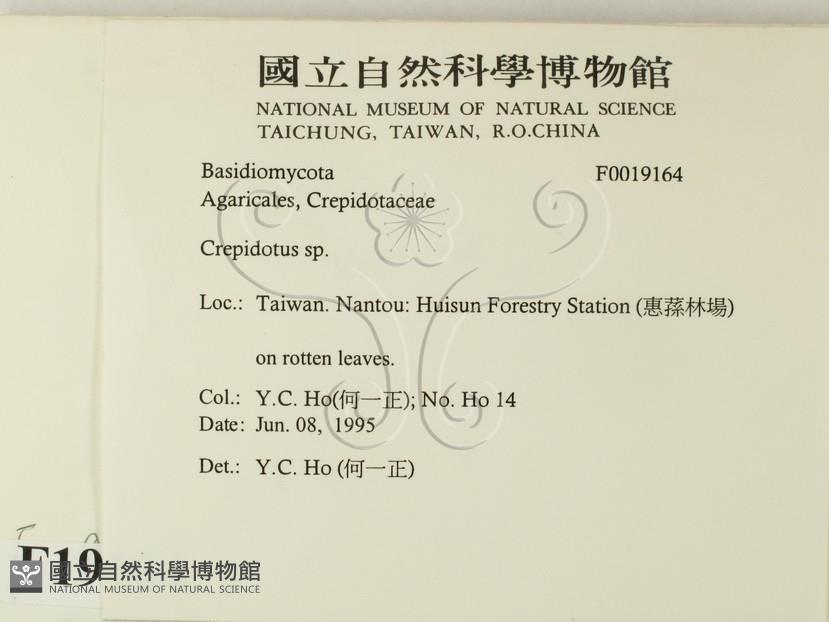 國立自然科學博物館
NATIONAL MUSEUM OF NATURAL SCIENCE
TAICHUNG, TAIWAN, R.O.CHINA
Basidiomycota F0019164
Agaricales, Crepidotaceae
Crepidotus sp.
Loc.: Taiwan. Nantou: Huisun Forestry Station (惠蓀林場)
on rotten leaves.
Col.: Y.C. Ho(何一正); No. Ho 14
Date: Jun. 08, 1995
Det.: Y.C. Ho (何一正)
F19
國立自然科學博物館
NATIONAL MUSEUM OF NATURAL SCIENCE